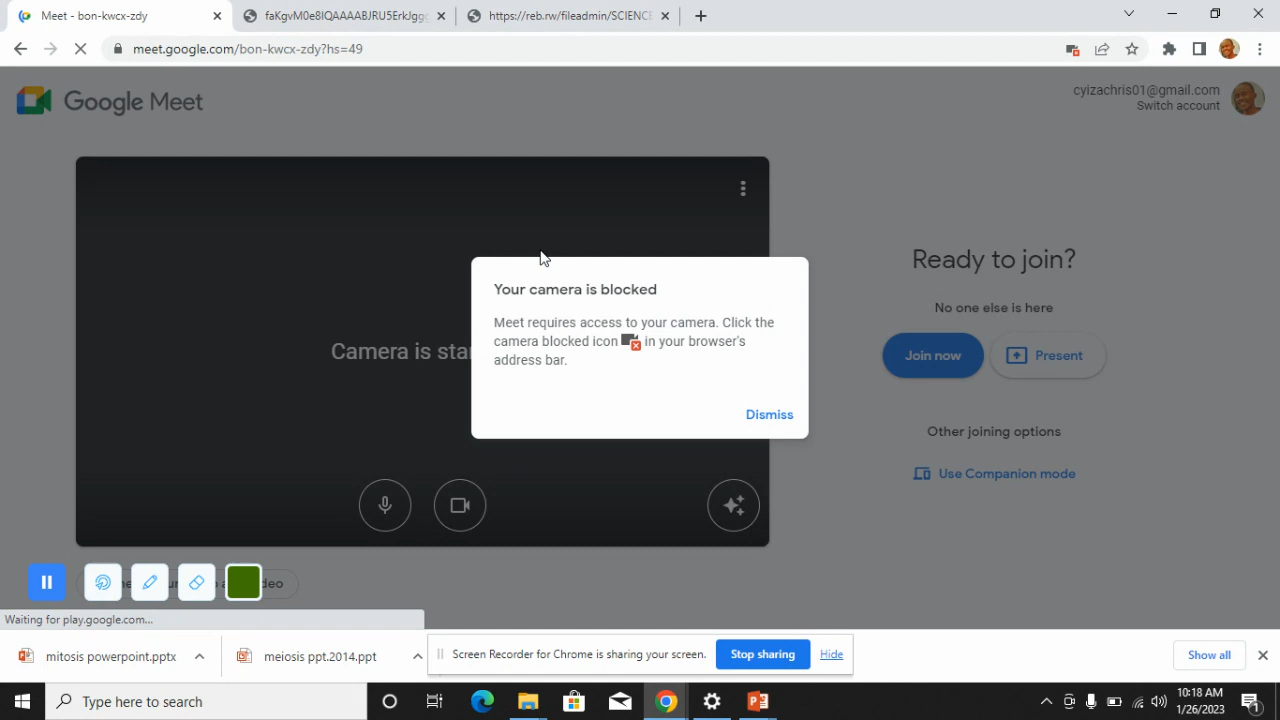 Meet - bon-kwcx-zdy
https://reb.rw/fileadmin/SCIENCE
meet.google.com/bon-kwcx-zdy?hs=49
Google Meet
cyizachris01@gmail.com
Switch account
Your camera is blocked
Meet requires access to your camera. Click the
camera blocked icon in your browser's
address bar.
Dismiss
Camera is star
Ready to join?
No one else is here
Join now
Present
Other joining options
Use Companion mode
Waiting for play.google.com...
mitosis powerpoint.pptx
meiosis ppt.2014.ppt
Screen Recorder for Chrome is sharing your screen.
Stop sharing
Hide
Show all
Type here to search
10:18 AM
1/26/2023
1